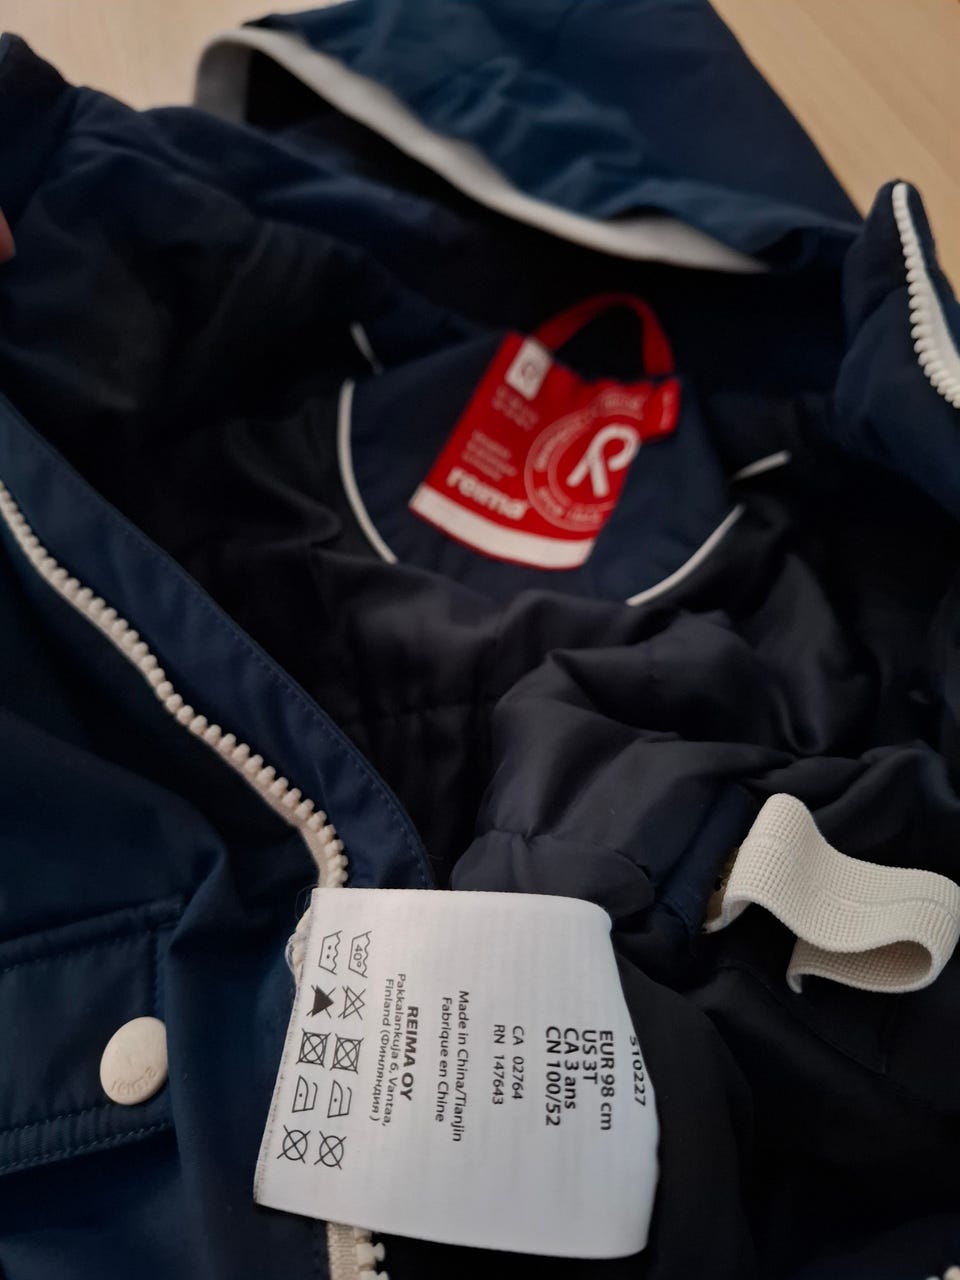 reima
510227
EUR 98 cm
US 3T
CA 3 ans
CN 100/52
CA 02764
RN 147643
Made in China/Tianjin
Fabrique en Chine
REIMA OY
Pakkalankuja 6, Vantaa,
Finland (Финляндия)
40°